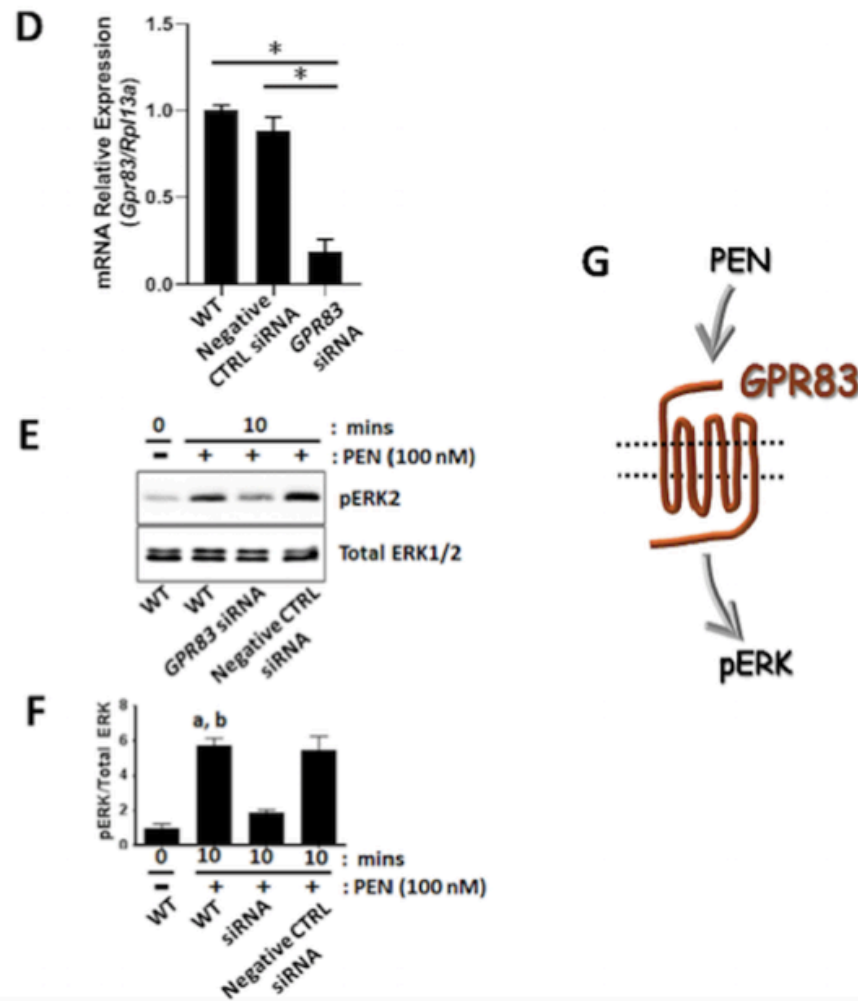 D
mRNA Relative Expression
(Gpr83/Rpl13a)
1.5
1.0
0.5
0.0
*
*
WT
Negative
CTRL siRNA
GPR83
siRNA
E
0 10 : mins
- + + + : PEN (100 nM)
pERK2
Total ERK1/2
WT
WT
GPR83 siRNA
Negative CTRL
siRNA
F
pERK/Total ERK
8
6
4
2
0
a, b
0 10 10 10 : mins
- + + + : PEN (100 nM)
WT
WT
siRNA
Negative CTRL
siRNA
G
PEN
GPR83
pERK